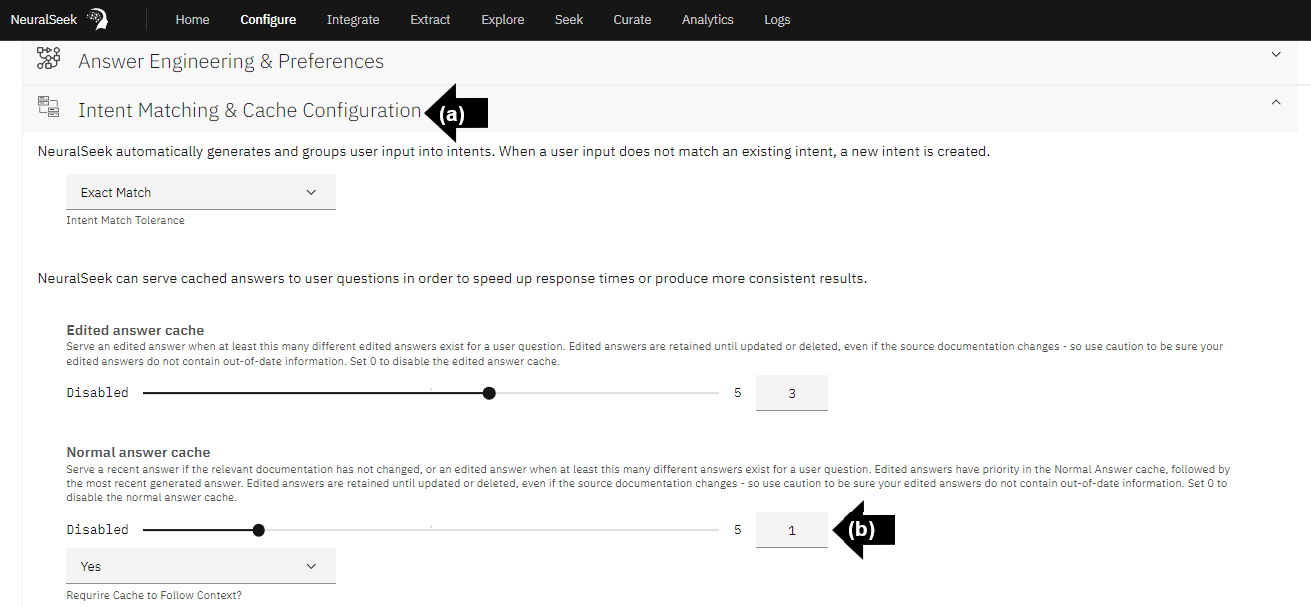 NeuralSeek Home Configure Integrate Extract Explore Seek Curate Analytics Logs
Answer Engineering & Preferences
Intent Matching & Cache Configuration (a)
NeuralSeek automatically generates and groups user input into intents. When a user input does not match an existing intent, a new intent is created.
Exact Match
Intent Match Tolerance
NeuralSeek can serve cached answers to user questions in order to speed up response times or produce more consistent results.
Edited answer cache
Serve an edited answer when at least this many different edited answers exist for a user question. Edited answers are retained until updated or deleted, even if the source documentation changes - so use caution to be sure your
edited answers do not contain out-of-date information. Set 0 to disable the edited answer cache.
Disabled 5 3
Normal answer cache
Serve a recent answer if the relevant documentation has not changed, or an edited answer when at least this many different answers exist for a user question. Edited answers have priority in the Normal Answer cache, followed by
the most recent generated answer. Edited answers are retained until updated or deleted, even if the source documentation changes - so use caution to be sure your edited answers do not contain out-of-date information. Set 0 to
disable the normal answer cache.
Disabled 5 1 (b)
Yes
Requrire Cache to Follow Context?